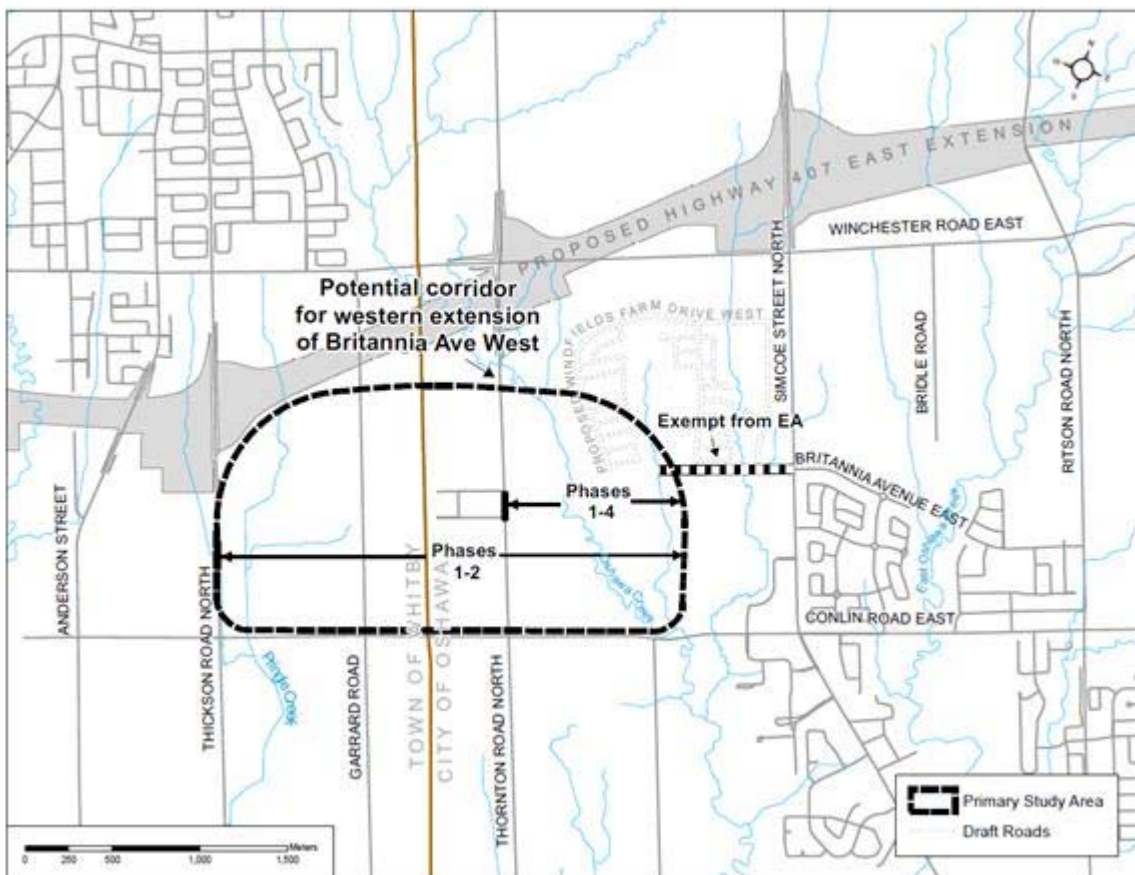 PROPOSED HIGHWAY 407 EAST EXTENSION
WINCHESTER ROAD EAST
Potential corridor
for western extension
of Britannia Ave West
PROPOSED WINDFIELDS FARM DRIVE WEST
SIMCOE STREET NORTH
BRIDLE ROAD
RITSON ROAD NORTH
Exempt from EA
BRITANNIA AVENUE EAST
Phases
1-4
Phases
1-2
ANDERSON STREET
THICKSON ROAD NORTH
GARRARD ROAD
TOWN OF WHITBY
CITY OF OSHAWA
THORNTON ROAD NORTH
CONLIN ROAD EAST
Pringle Creek
Oshawa Creek
Primary Study Area
Draft Roads
Meters
0 250 500 1,000 1,500